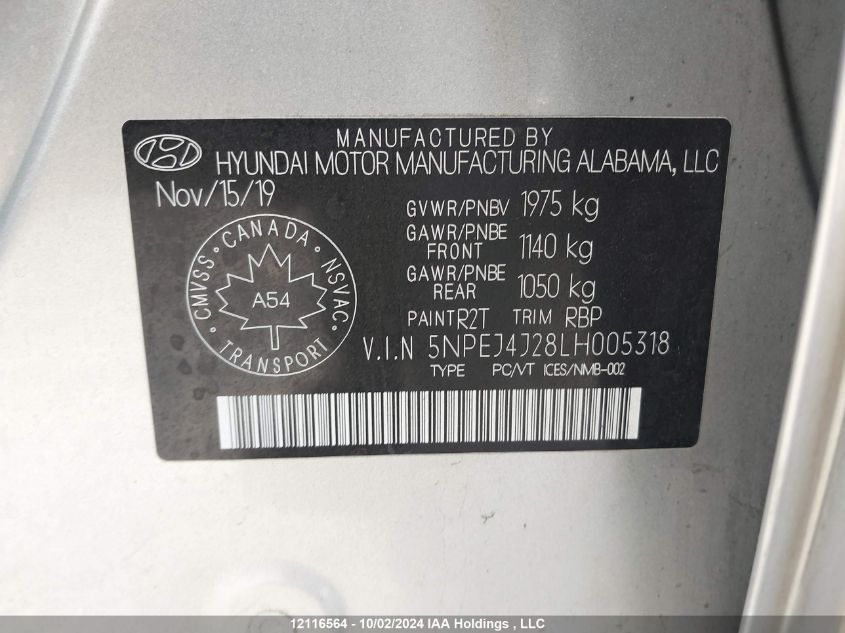 MANUFACTURED BY
HYUNDAI MOTOR MANUFACTURING ALABAMA, LLC
Nov/15/19
GVWR/PNBV 1975 kg
GAWR/PNBE FRONT 1140 kg
GAWR/PNBE REAR 1050 kg
PAINT R2T TRIM RBP
CANADA
CMVSS NSVAC
A54
TRANSPORT
V.I.N 5NPEJ4J28LH005318
TYPE PC/VT ICES/NMB-002
12116564 - 10/02/2024 IAA Holdings , LLC